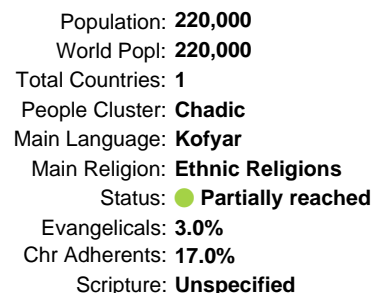 Population: 220,000
World Popl: 220,000
Total Countries: 1
People Cluster: Chadic
Main Language: Kofyar
Main Religion: Ethnic Religions
Status: Partially reached
Evangelicals: 3.0%
Chr Adherents: 17.0%
Scripture: Unspecified